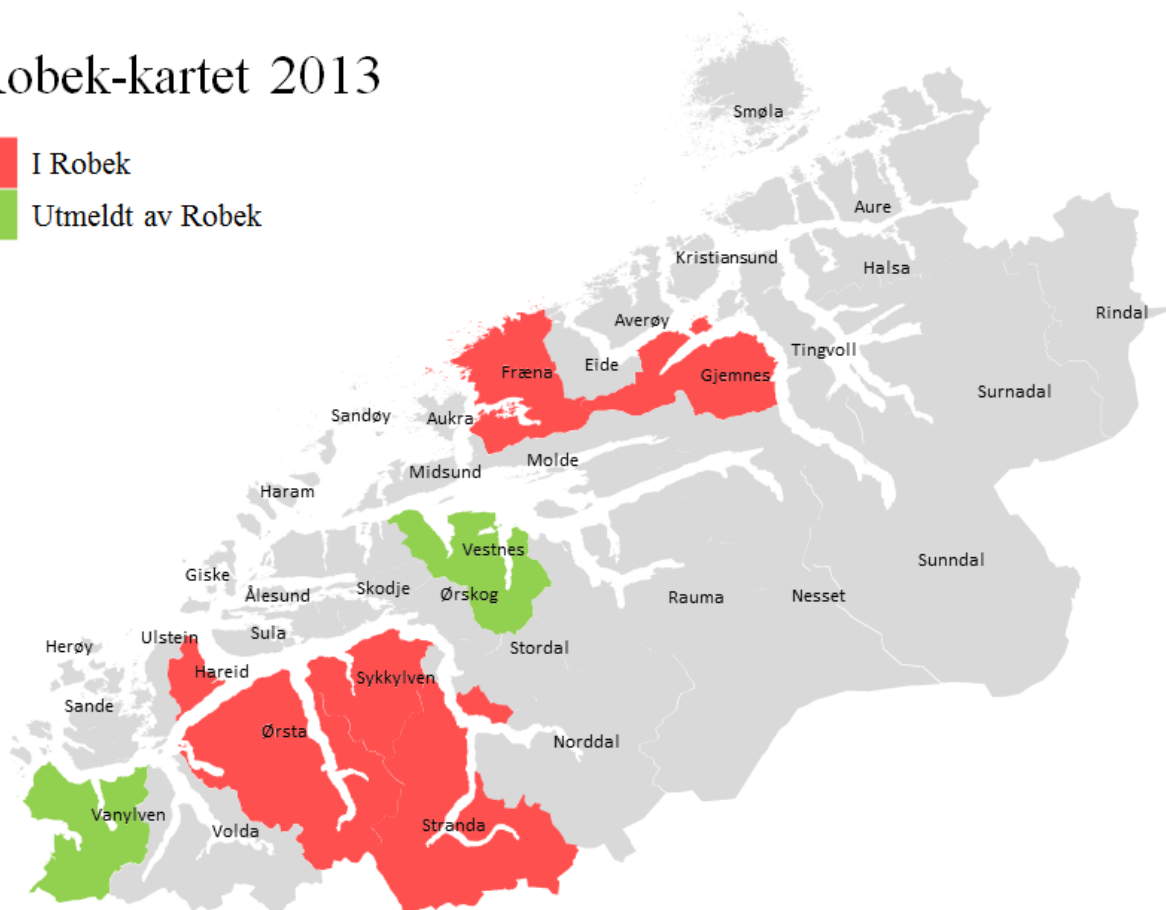 obek-kartet 2013
I Robek
Utmeldt av Robek
Smøla
Aure
Kristiansund
Halsa
Rindal
Averøy
Tingvoll
Eide
Fræna
Gjemnes
Surnadal
Sandøy
Aukra
Molde
Midsund
Haram
Vestnes
Sunndal
Giske
Skodje
Ålesund
Ørskog
Rauma
Nesset
Ulstein
Sula
Herøy
Stordal
Hareid
Sykkylven
Sande
Ørsta
Norddal
Vanylven
Volda
Stranda